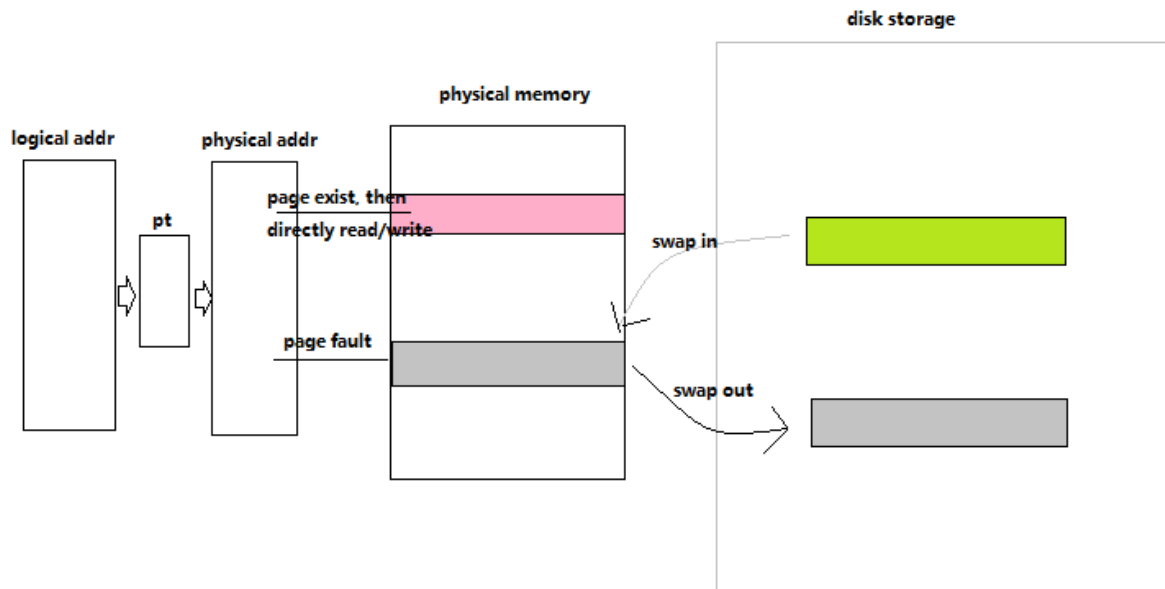 disk storage
physical memory
logical addr
physical addr
page exist, then
directly read/write
pt
swap in
page fault
swap out